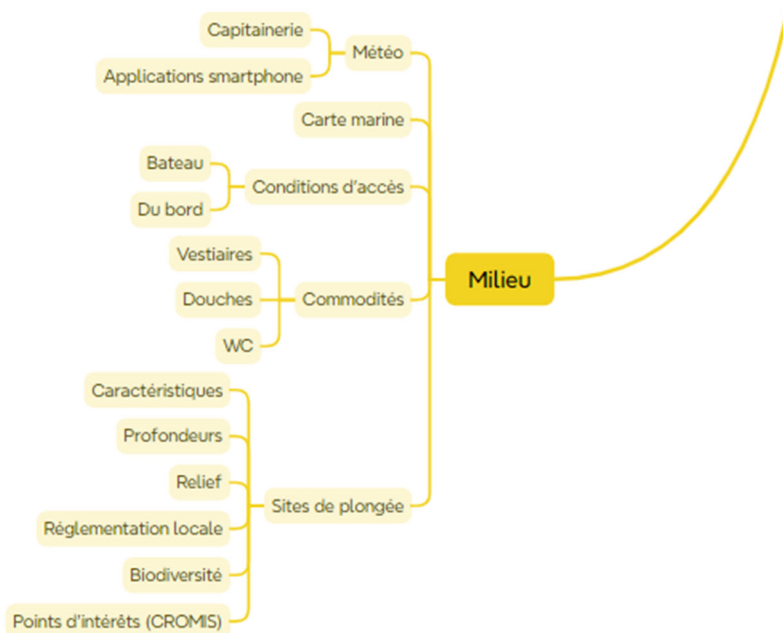 Capitainerie
Applications smartphone
Météo
Carte marine
Bateau
Du bord
Conditions d'accès
Vestiaires
Douches
WC
Commodités
Milieu
Caractéristiques
Profondeurs
Relief
Réglementation locale
Biodiversité
Points d'intérêts (CROMIS)
Sites de plongée